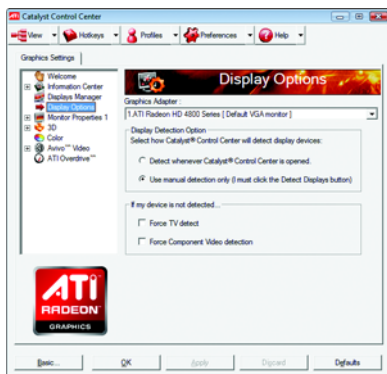 ATI Catalyst Control Center
View Hotkeys Profiles Preferences Help
Graphics Settings
Welcome
Information Center
Displays Manager
Display Options
Monitor Properties 1
3D
Color
Avivo™ Video
ATI Overdrive™
Display Options
Graphics Adapter :
1.ATI Radeon HD 4800 Series [ Default VGA monitor ]
Display Detection Option
Select how Catalyst® Control Center will detect display devices:
Detect whenever Catalyst® Control Center is opened.
Use manual detection only (I must click the Detect Displays button)
If my device is not detected...
Force TV detect
Force Component Video detection
ATI
RADEON
GRAPHICS
Basic... OK Apply Discard Defaults